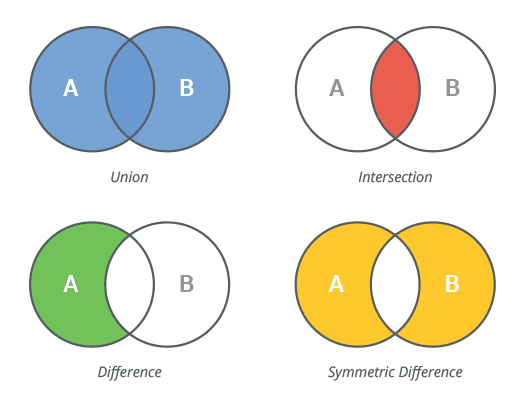 A B
A B
Union
Intersection
A B
A B
Difference
Symmetric Difference